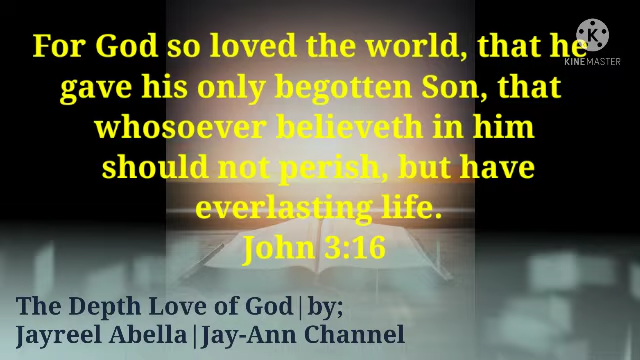 For God so loved the world, that he
gave his only begotten Son, that
whosoever believeth in him
should not perish, but have
everlasting life.
John 3:16
K
KINEMASTER
The Depth Love of God|by;
Jayreel Abella|Jay-Ann Channel